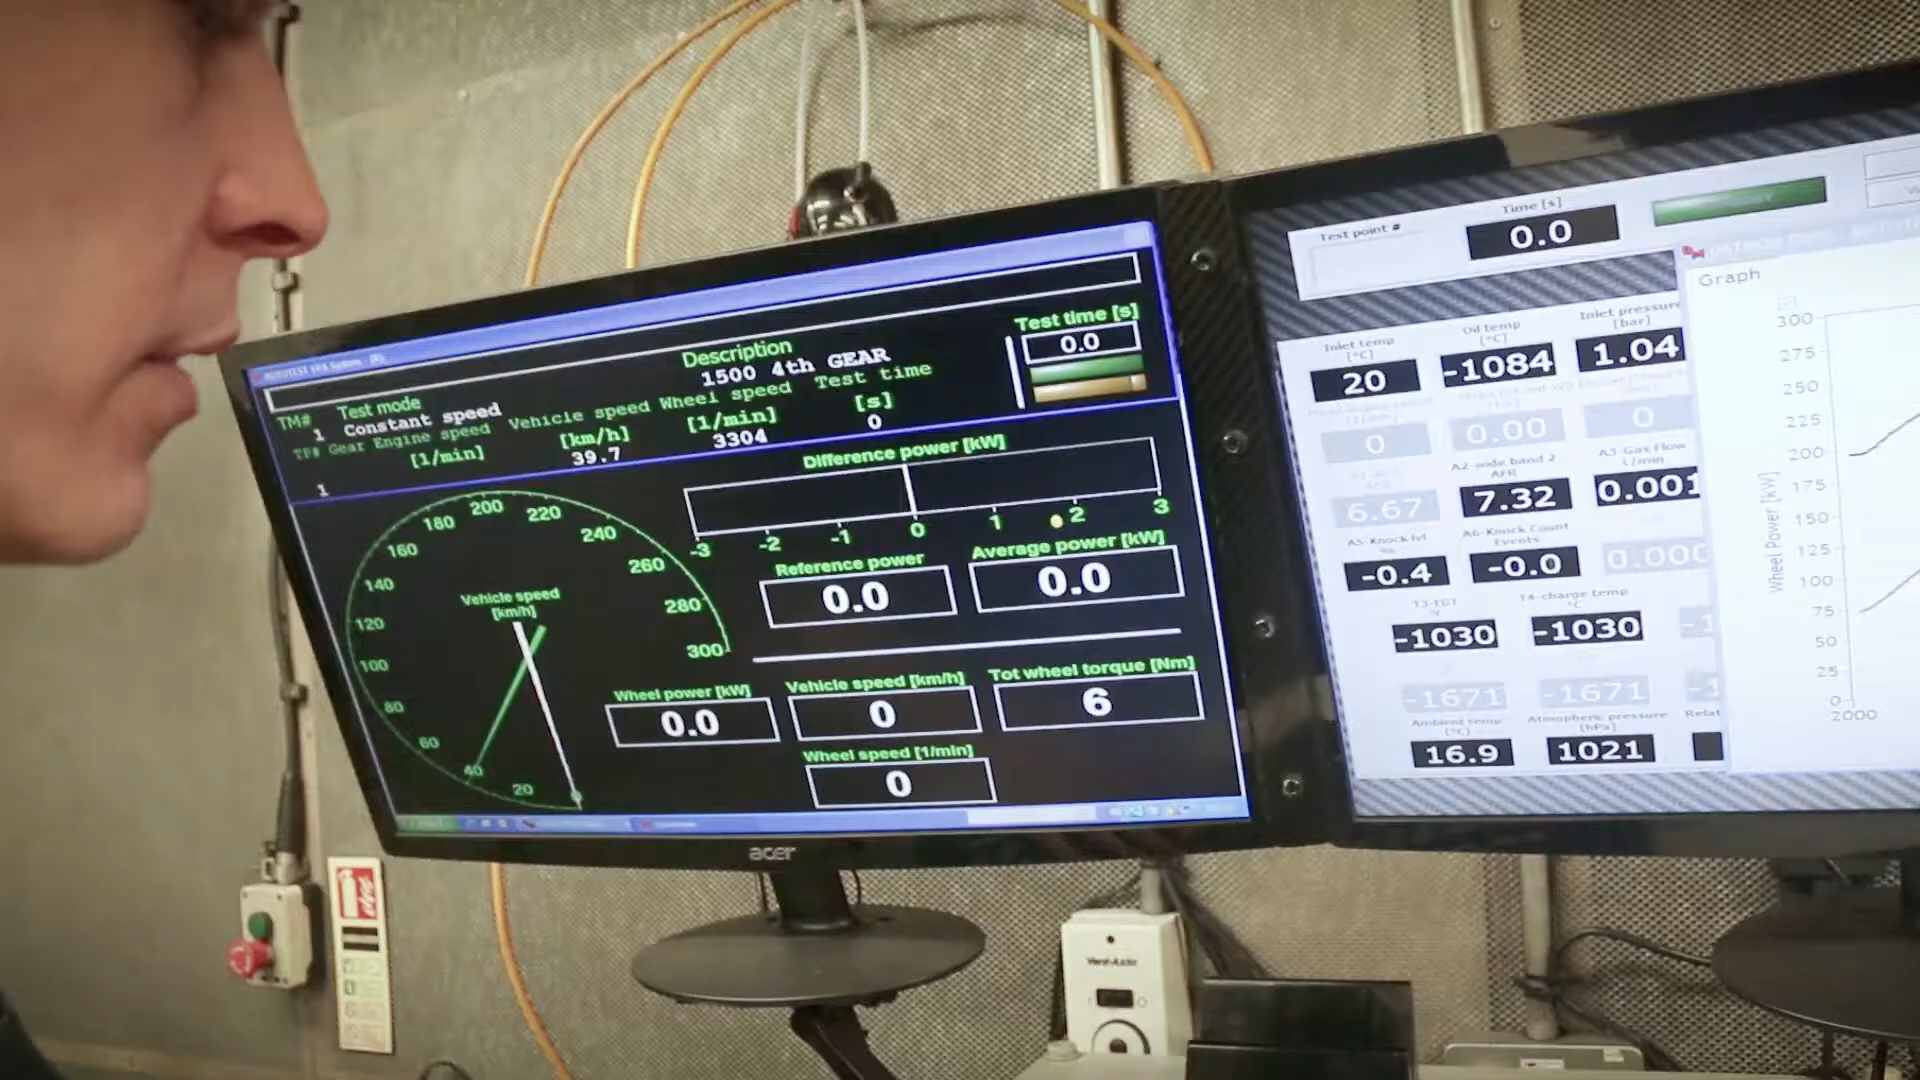 Test time [s]
0.0
Description
1500 4th GEAR
TM# Test mode
1 Constant speed
TP# Gear Engine speed Vehicle speed Wheel speed Test time
[1/min] [km/h] [1/min] [s]
39.7 3304 0
1
Difference power [kW]
-3 -2 -1 0 1 2 3
Reference power
0.0
Average power [kW]
0.0
Vehicle speed
[km/h]
0 20 40 60 80 100 120 140 160 180 200 220 240 260 280 300
Wheel power [kW]
0.0
Vehicle speed [km/h]
0
Tot wheel torque [Nm]
6
Wheel speed [1/min]
0
acer
Test point #
Time [s]
0.0
Inlet temp
[°C]
20
Oil temp
[°C]
-1084
Inlet pressure
[bar]
1.04
0
0.00
0
6.67
A2-wide band 2
AFR
7.32
A3 Gas Flow
L/min
0.001
A5-Knock lvl
%
-0.4
A6-Knock Count
Events
-0.0
0.000
T3-EGT
°C
-1030
T4-charge temp
°C
-1030
-1671
-1671
Ambient temp
[°C]
16.9
Atmospheric pressure
[hPa]
1021
Relat
Graph
Wheel Power [kW]
300
275
250
225
200
175
150
125
100
75
50
25
0
2000